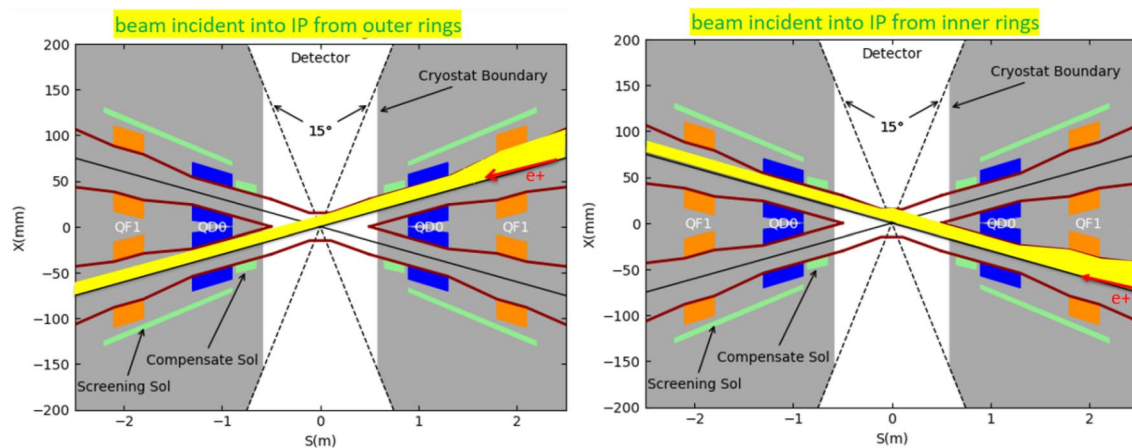 beam incident into IP from outer rings
200
150
100
50
0
−50
−100
−150
−200
X(mm)
Detector
Cryostat Boundary
15°
e+
QF1
QD0
QD0
QF1
Compensate Sol
Screening Sol
−2
−1
0
1
2
S(m)
beam incident into IP from inner rings
200
150
100
50
0
−50
−100
−150
−200
X(mm)
Detector
Cryostat Boundary
15°
QF1
QD0
QD0
QF1
e+
Compensate Sol
Screening Sol
−2
−1
0
1
2
S(m)